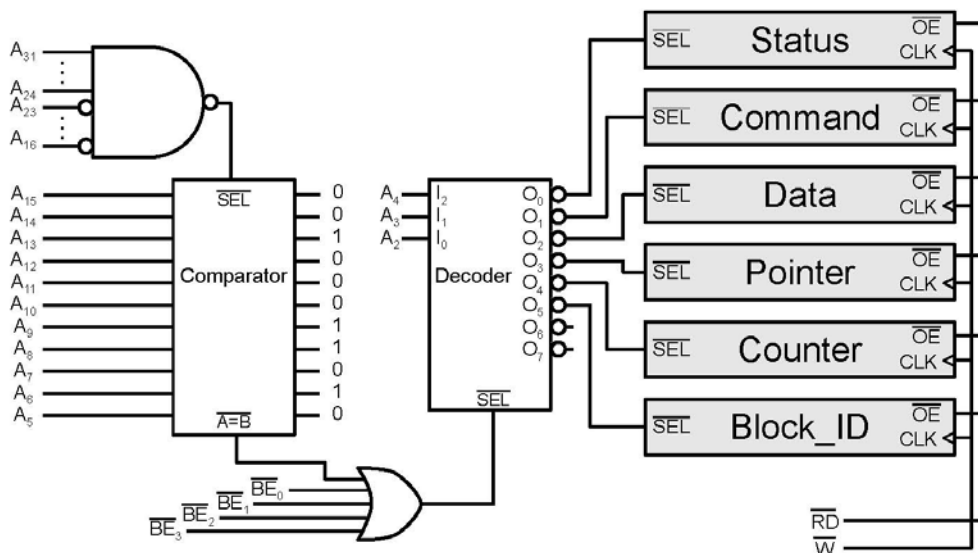 A31
A24
A23
A16
A15
A14
A13
A12
A11
A10
A9
A8
A7
A6
A5
SEL
Comparator
A=B
0
0
1
0
0
0
1
1
0
1
0
BE0
BE1
BE2
BE3
A4
A3
A2
I2
I1
I0
Decoder
O0
O1
O2
O3
O4
O5
O6
O7
SEL
SEL Status OE
CLK
SEL Command OE
CLK
SEL Data OE
CLK
SEL Pointer OE
CLK
SEL Counter OE
CLK
SEL Block_ID OE
CLK
RD
W